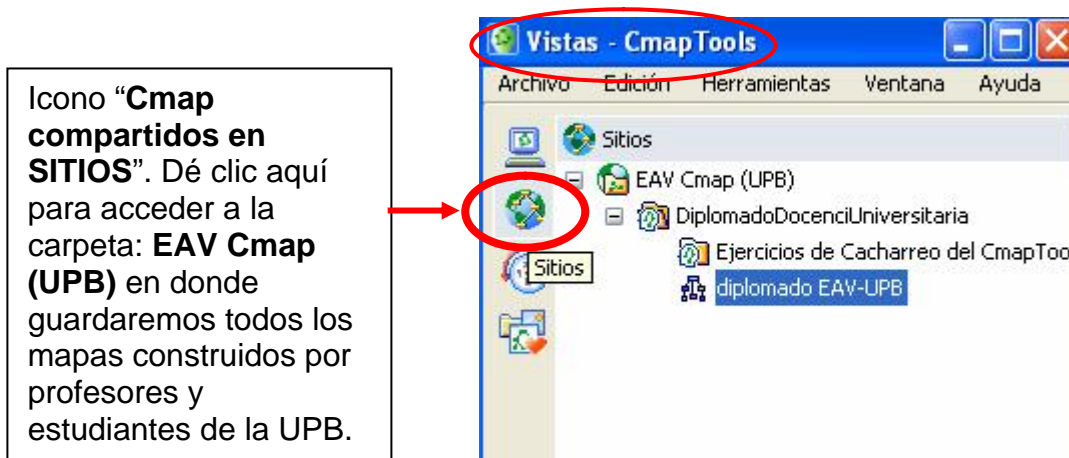 Icono “Cmap
compartidos en
SITIOS”. Dé clic aquí
para acceder a la
carpeta: EAV Cmap
(UPB) en donde
guardaremos todos los
mapas construidos por
profesores y
estudiantes de la UPB.
Vistas - CmapTools
Archivo Edición Herramientas Ventana Ayuda
Sitios
EAV Cmap (UPB)
DiplomadoDocenciUniversitaria
Ejercicios de Cacharreo del CmapToo
Sitios
diplomado EAV-UPB